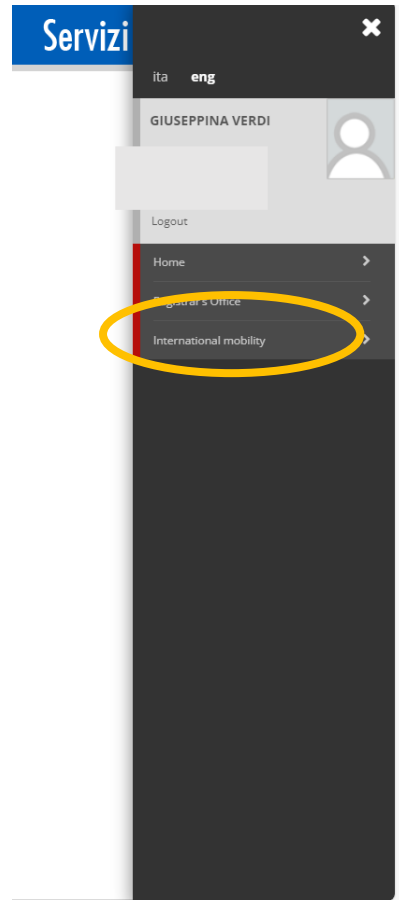 Servizi
ita eng
GIUSEPPINA VERDI
Logout
Home
Registrar's Office
International mobility